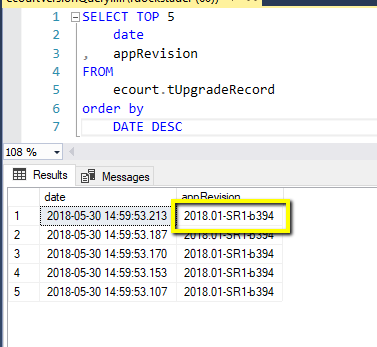 1 SELECT TOP 5
2 date
3 , appRevision
4 FROM
5 ecourt.tUpgradeRecord
6 order by
7 DATE DESC
108 %
Results Messages
date appRevision
1 2018-05-30 14:59:53.213 2018.01-SR1-b394
2 2018-05-30 14:59:53.187 2018.01-SR1-b394
3 2018-05-30 14:59:53.170 2018.01-SR1-b394
4 2018-05-30 14:59:53.153 2018.01-SR1-b394
5 2018-05-30 14:59:53.107 2018.01-SR1-b394